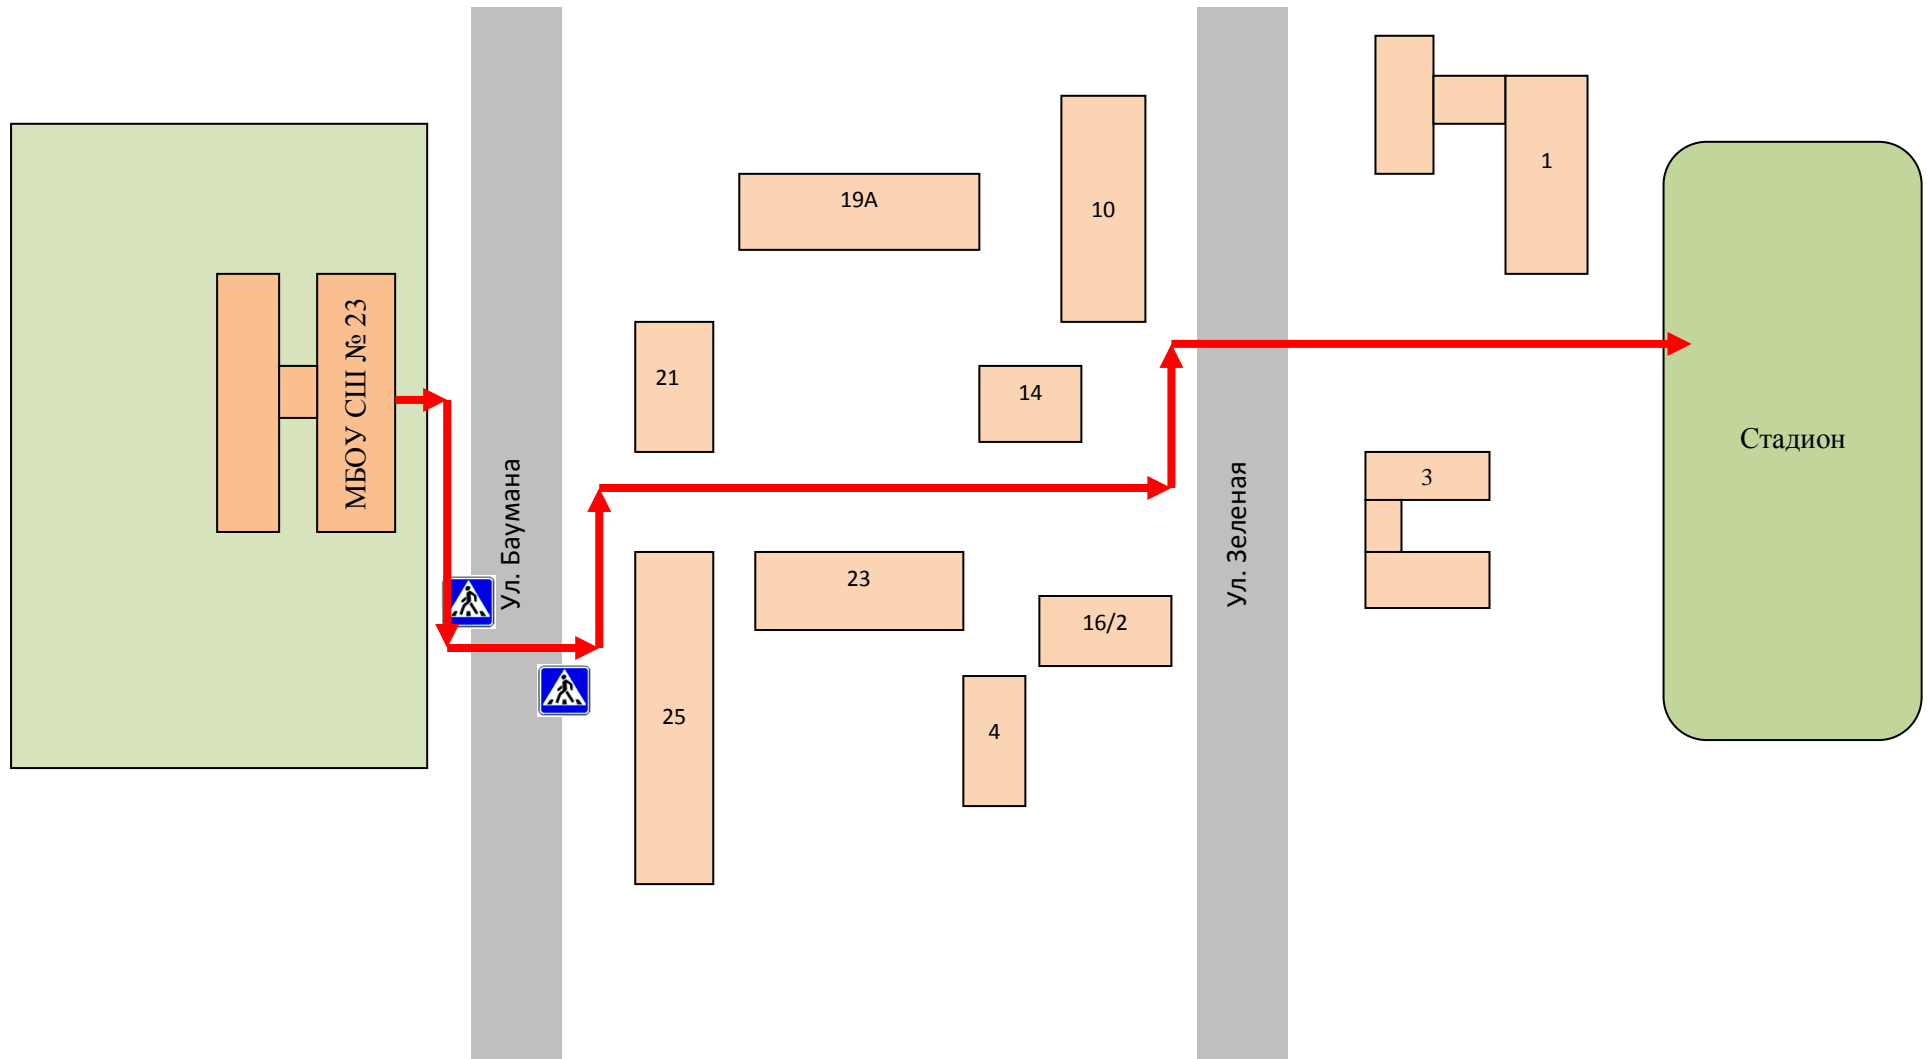 МБОУ СШ № 23
Ул. Баумана
19А
10
21
14
23
16/2
25
4
Ул. Зеленая
1
3
Стадион